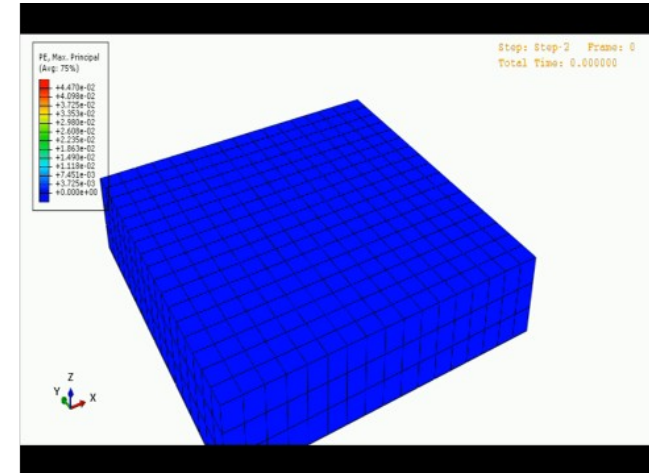 PE, Max. Principal
(Avg: 75%)
+4.470e-02
+4.098e-02
+3.725e-02
+3.353e-02
+2.980e-02
+2.608e-02
+2.235e-02
+1.863e-02
+1.490e-02
+1.118e-02
+7.451e-03
+3.725e-03
+0.000e+00
Step: Step-2 Frame: 0
Total Time: 0.000000
Z
Y
X